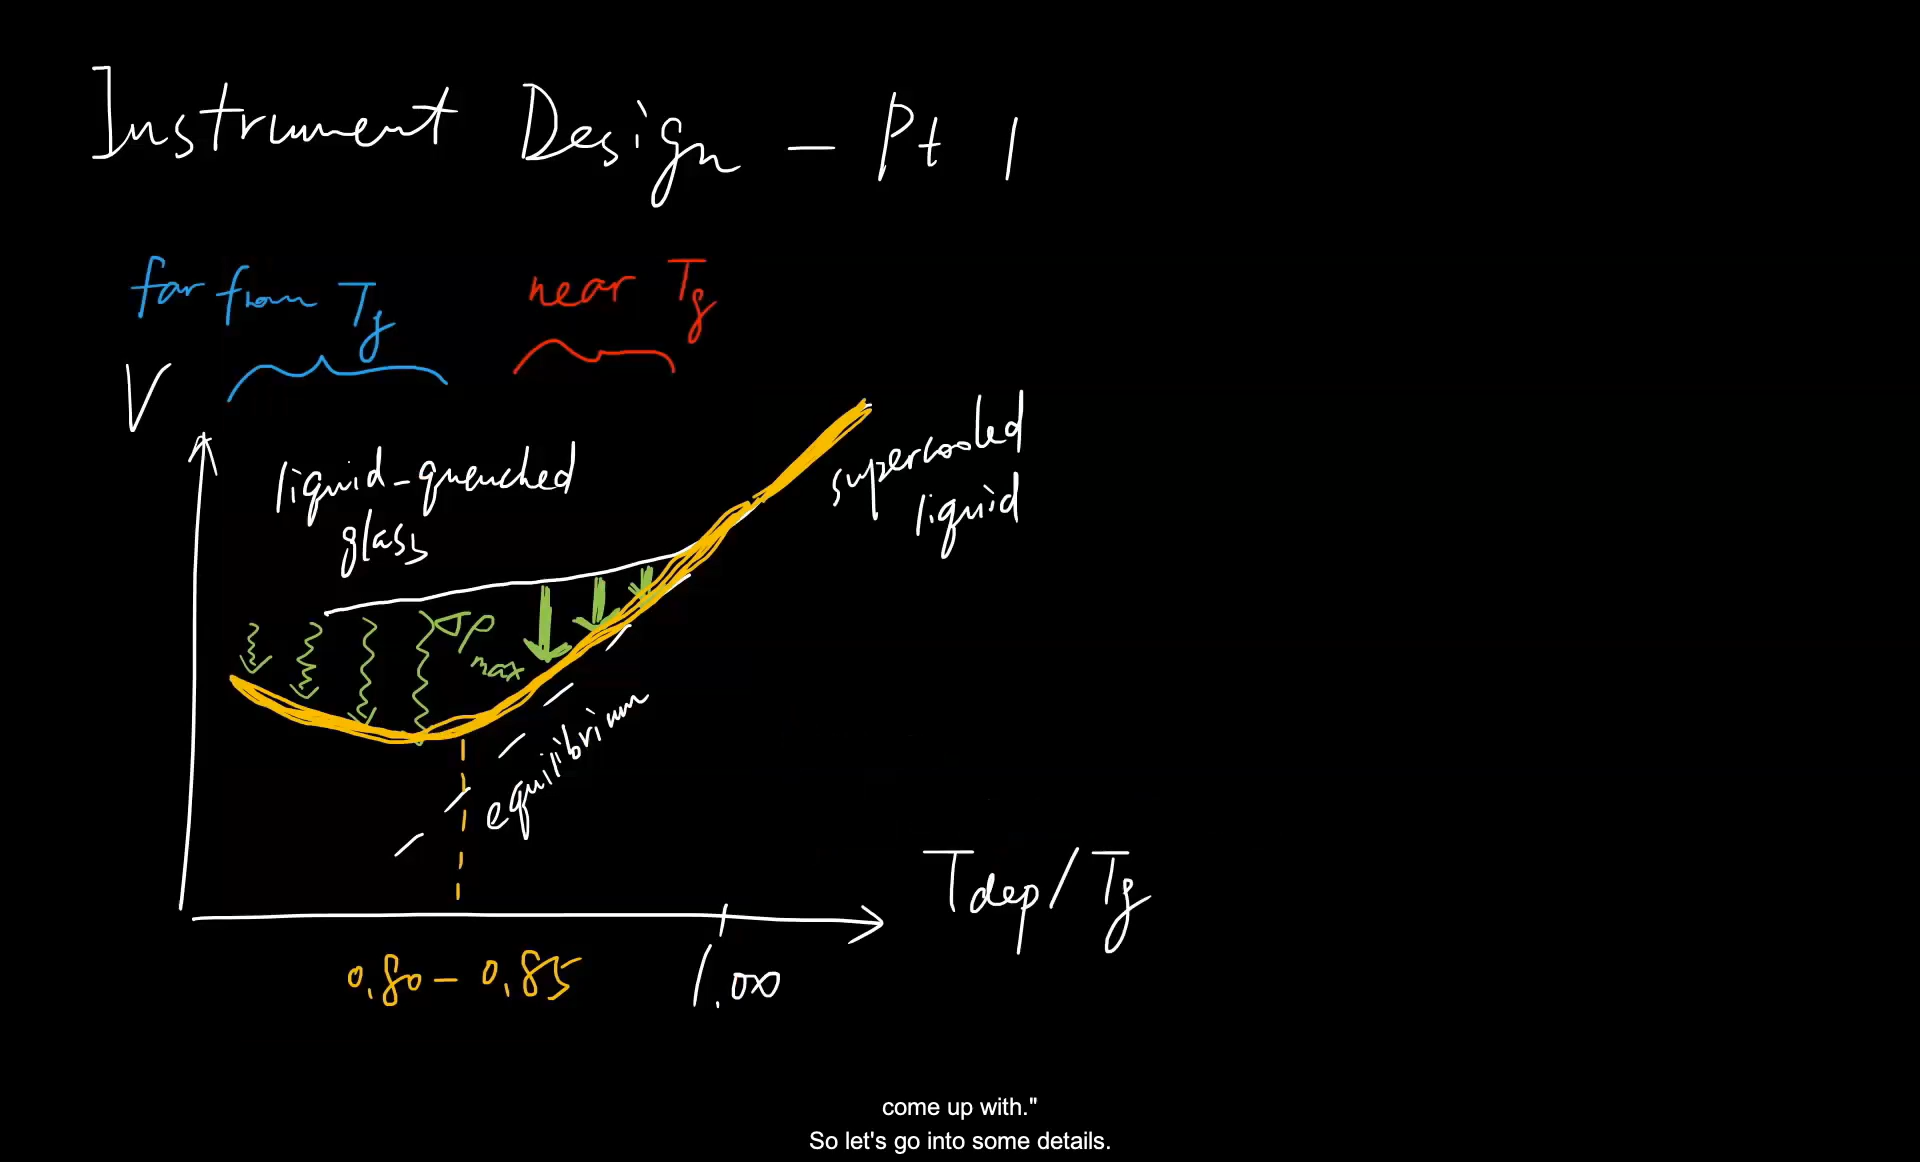 Instrument Design - Pt 1
far from Tg
near Tg
V
liquid-quenched
glass
supercooled
liquid
Δρmax
equilibrium
Tdep/Tg
0.80 - 0.85
1.00
come up with."
So let's go into some details.